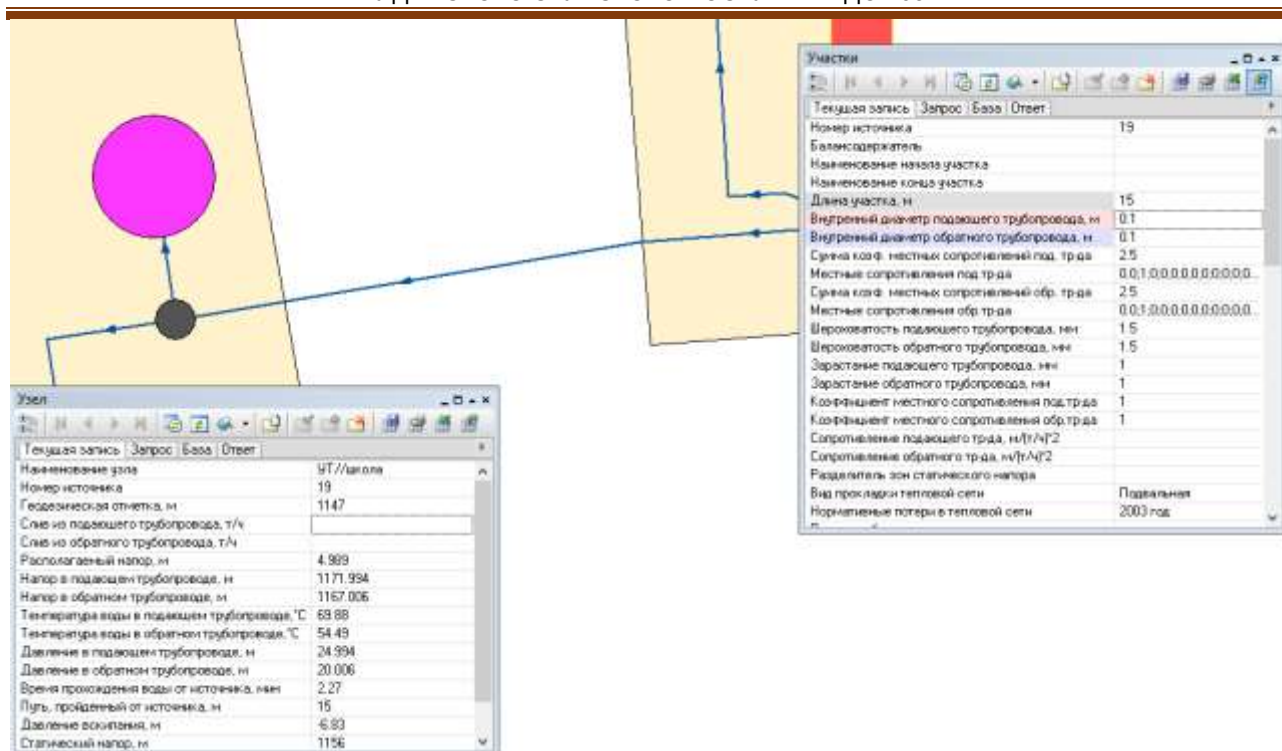 Участки
Текущая запись Запрос База Ответ
Номер источника 19
Балансодержатель
Наименование начала участка
Наименование конца участка
Длина участка, м 15
Внутренний диаметр подающего трубопровода, м 0.1
Внутренний диаметр обратного трубопровода, м 0.1
Сумма коэф. местных сопротивлений под. тр-да 2.5
Местные сопротивления под.тр-да
Сумма коэф. местных сопротивлений обр. тр-да 2.5
Местные сопротивления обр.тр-да
Шероховатость подающего трубопровода, мм 1.5
Шероховатость обратного трубопровода, мм 1.5
Зарастание подающего трубопровода, мм 1
Зарастание обратного трубопровода, мм 1
Коэффициент местного сопротивления под.тр-да 1
Коэффициент местного сопротивления обр.тр-да 1
Сопротивление подающего тр-да, м/(т/ч)^2
Сопротивление обратного тр-да, м/(т/ч)^2
Разделитель зон статического напора
Вид прокладки тепловой сети Подвальная
Нормативные потери в тепловой сети 2003 год
Узел
Текущая запись Запрос База Ответ
Наименование узла УТ//школа
Номер источника 19
Геодезическая отметка, м 1147
Слив из подающего трубопровода, т/ч
Слив из обратного трубопровода, т/ч
Располагаемый напор, м 4.989
Напор в подающем трубопроводе, м 1171.994
Напор в обратном трубопроводе, м 1167.006
Температура воды в подающем трубопроводе,°C 69.88
Температура воды в обратном трубопроводе,°C 54.49
Давление в подающем трубопроводе, м 24.994
Давление в обратном трубопроводе, м 20.006
Время прохождения воды от источника, мин 2.27
Путь, пройденный от источника, м 15
Давление вскипания, м -6.83
Статический напор, м 1156